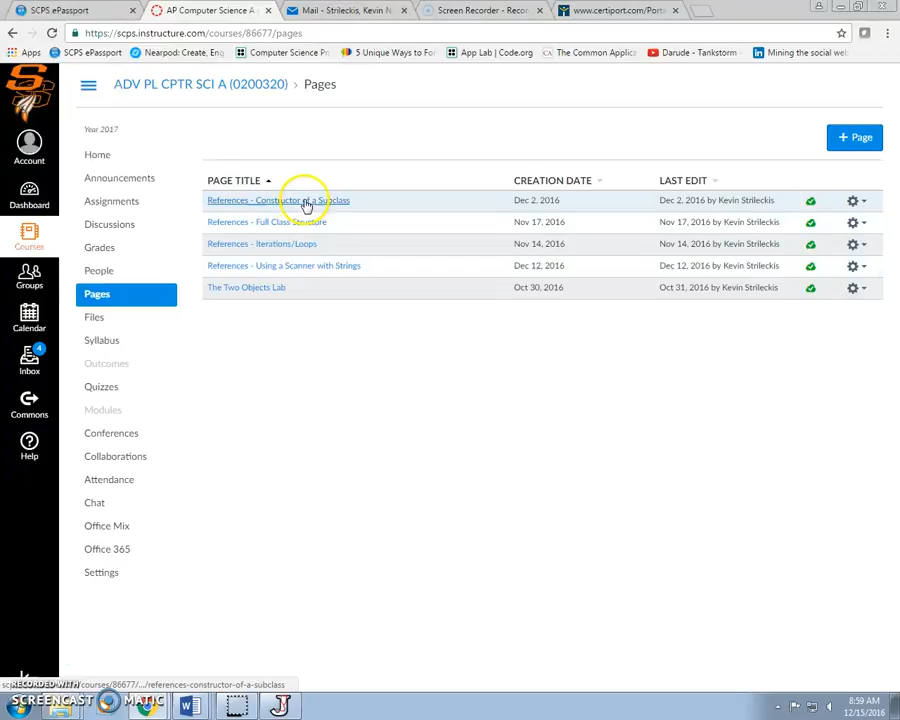 SCPS ePassport
AP Computer Science A
Mail - Strileckis, Kevin N
Screen Recorder - Recor
www.certiport.com/Porta
https://scps.instructure.com/courses/86677/pages
Apps
SCPS ePassport
Nearpod: Create, Eng
Computer Science Pr
5 Unique Ways to For
App Lab | Code.org
CA The Common Applica
Darude - Tankstorm
Mining the social web
ADV PL CPTR SCI A (0200320) › Pages
Year 2017
+ Page
Home
Announcements
Assignments
Discussions
Grades
People
Pages
Files
Syllabus
Outcomes
Quizzes
Modules
Conferences
Collaborations
Attendance
Chat
Office Mix
Office 365
Settings
Account
Dashboard
Courses
Groups
Calendar
4
Inbox
Commons
Help
PAGE TITLE CREATION DATE LAST EDIT
References - Constructor of a Subclass Dec 2, 2016 Dec 2, 2016 by Kevin Strileckis
References - Full Class Structure Nov 17, 2016 Nov 17, 2016 by Kevin Strileckis
References - Iterations/Loops Nov 14, 2016 Nov 14, 2016 by Kevin Strileckis
References - Using a Scanner with Strings Dec 12, 2016 Dec 12, 2016 by Kevin Strileckis
The Two Objects Lab Oct 30, 2016 Oct 31, 2016 by Kevin Strileckis
courses/86677/.../references-constructor-of-a-subclass
RECORDED WITH
SCREENCAST MATIC
8:59 AM
12/15/2016